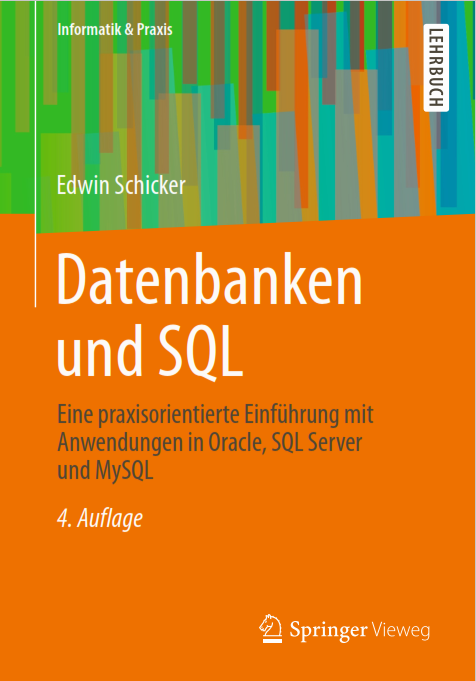 Informatik & Praxis
LEHRBUCH
Edwin Schicker
Datenbanken
und SQL
Eine praxisorientierte Einführung mit
Anwendungen in Oracle, SQL Server
und MySQL
4. Auflage
Springer Vieweg